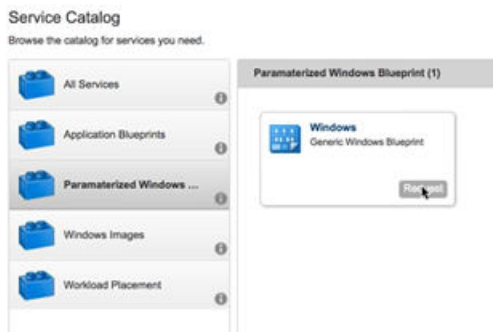 Service Catalog
Browse the catalog for services you need.
All Services
Application Blueprints
Paramaterized Windows ...
Windows Images
Workload Placement
Paramaterized Windows Blueprint (1)
Windows
Generic Windows Blueprint
Request